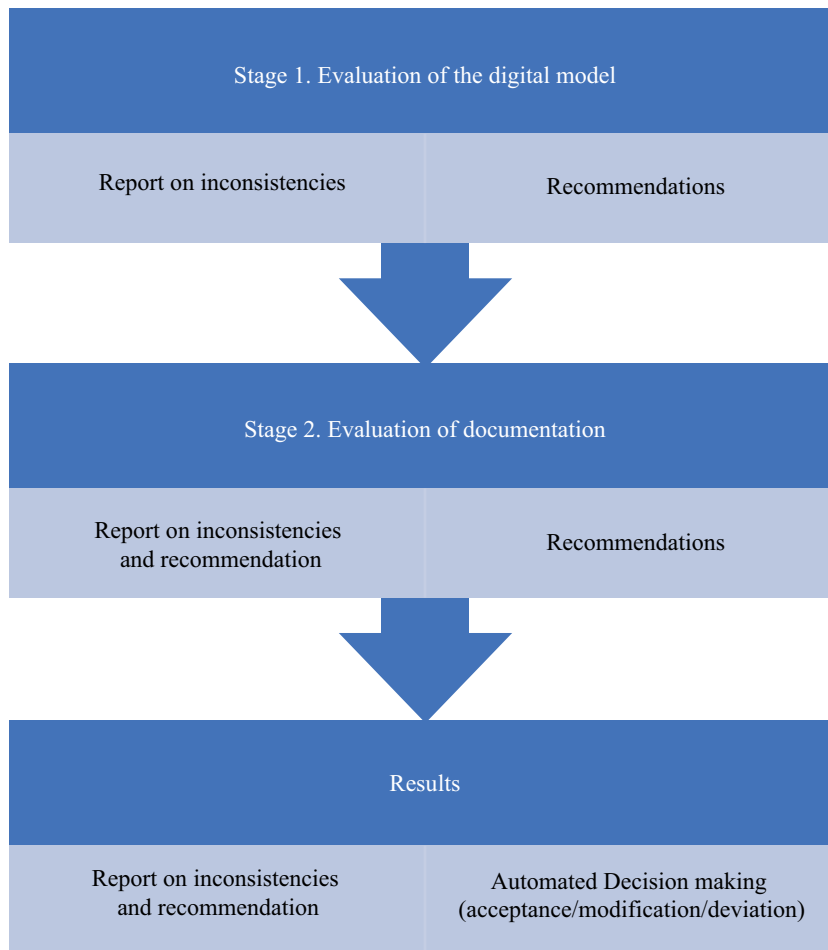 Stage 1. Evaluation of the digital model
Report on inconsistencies
Recommendations
Stage 2. Evaluation of documentation
Report on inconsistencies
and recommendation
Recommendations
Results
Report on inconsistencies
and recommendation
Automated Decision making
(acceptance/modification/deviation)